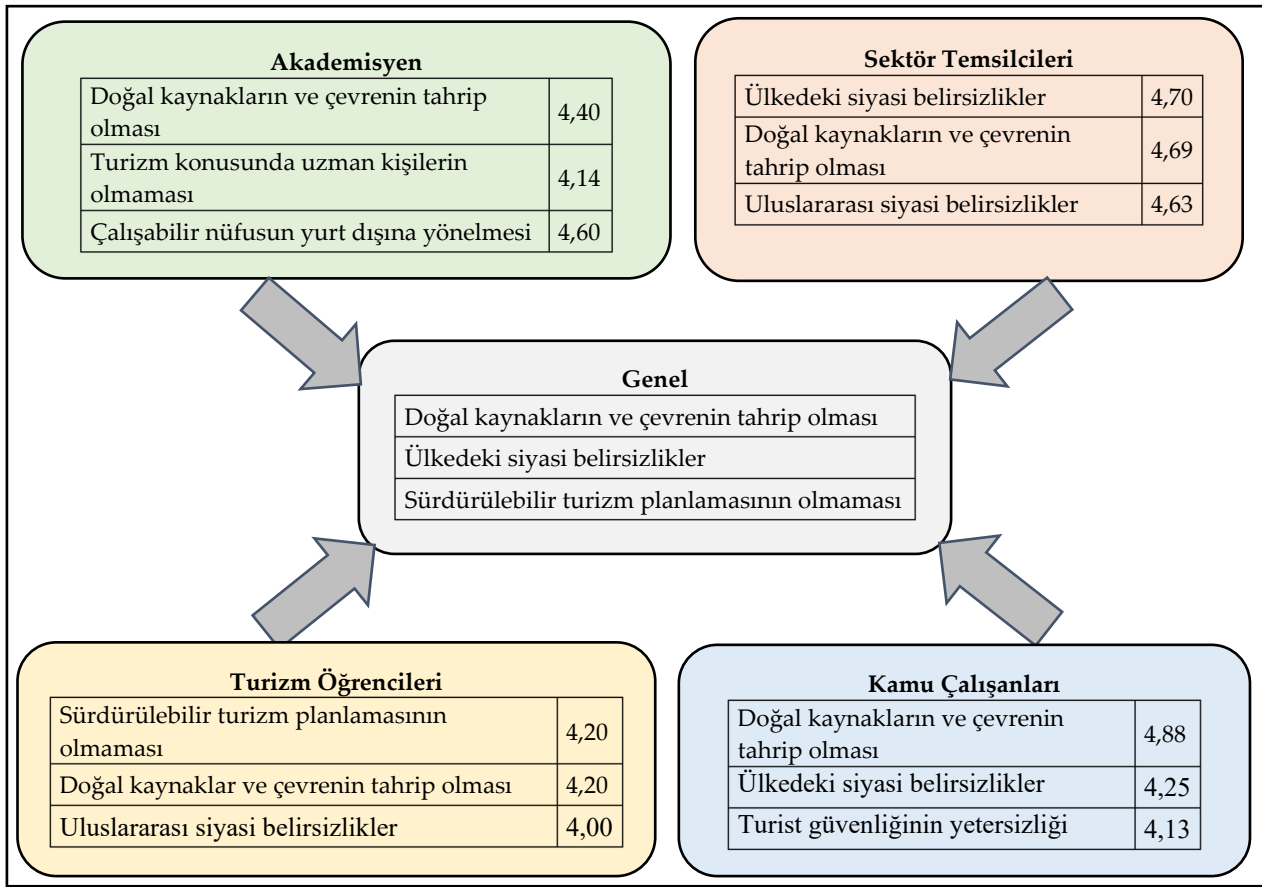 Akademisyen
Doğal kaynakların ve çevrenin tahrip
olması
4,40
Turizm konusunda uzman kişilerin
olmaması
4,14
Çalışabilir nüfusun yurt dışına yönelmesi
4,60
Sektör Temsilcileri
Ülkedeki siyasi belirsizlikler
4,70
Doğal kaynakların ve çevrenin
tahrip olması
4,69
Uluslararası siyasi belirsizlikler
4,63
Genel
Doğal kaynakların ve çevrenin tahrip olması
Ülkedeki siyasi belirsizlikler
Sürdürülebilir turizm planlamasının olmaması
Turizm Öğrencileri
Sürdürülebilir turizm planlamasının
olmaması
4,20
Doğal kaynaklar ve çevrenin tahrip olması
4,20
Uluslararası siyasi belirsizlikler
4,00
Kamu Çalışanları
Doğal kaynakların ve çevrenin
tahrip olması
4,88
Ülkedeki siyasi belirsizlikler
4,25
Turist güvenliğinin yetersizliği
4,13